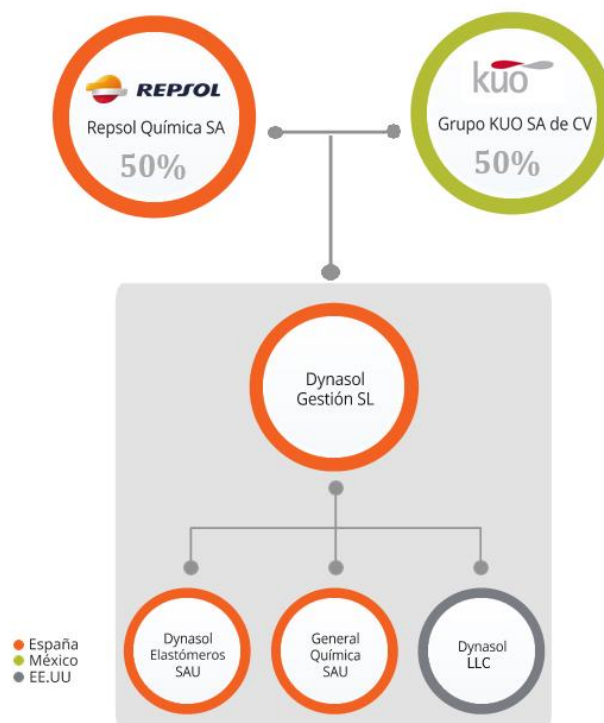 REPSOL
Repsol Química SA
50%
kuo
Grupo KUO SA de CV
50%
Dynasol
Gestión SL
Dynasol
Elastómeros
SAU
General
Química
SAU
Dynasol
LLC
España
México
EE.UU